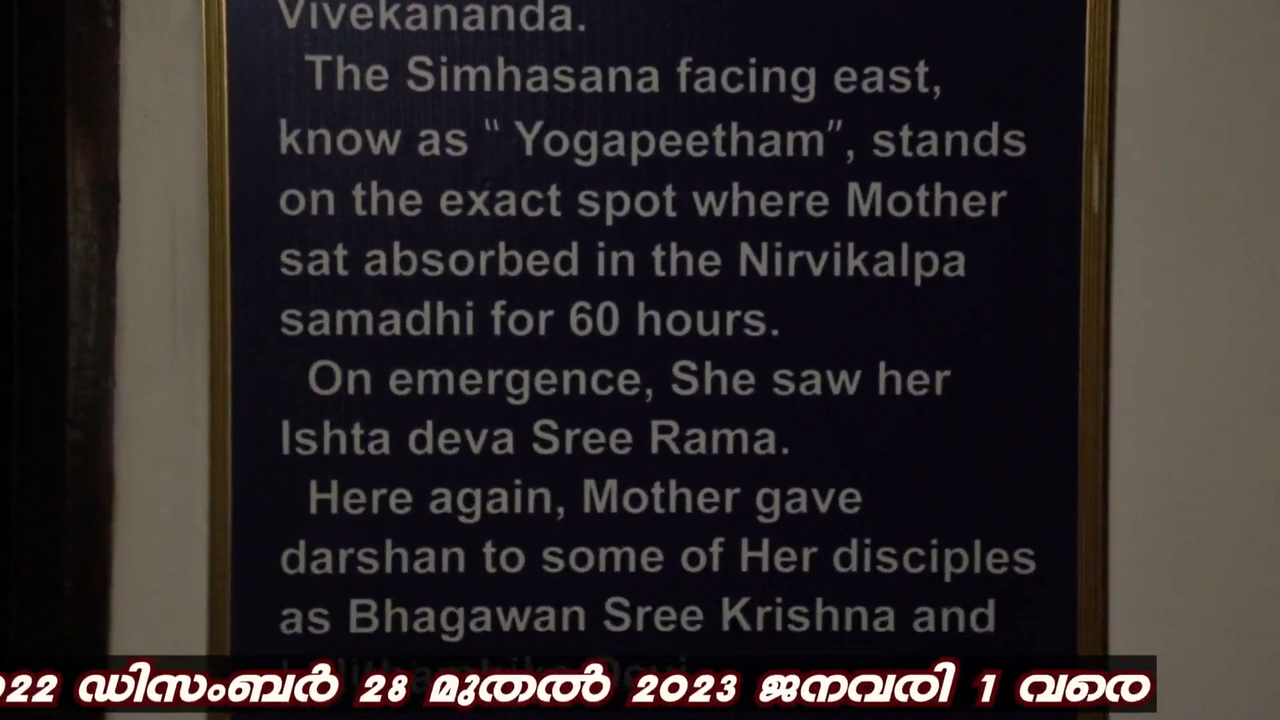 Vivekananda.
The Simhasana facing east,
know as “ Yogapeetham”, stands
on the exact spot where Mother
sat absorbed in the Nirvikalpa
samadhi for 60 hours.
On emergence, She saw her
Ishta deva Sree Rama.
Here again, Mother gave
darshan to some of Her disciples
as Bhagawan Sree Krishna and
ഡിസംബർ 28 മുതൽ 2023 ജനവരി 1 വരെ